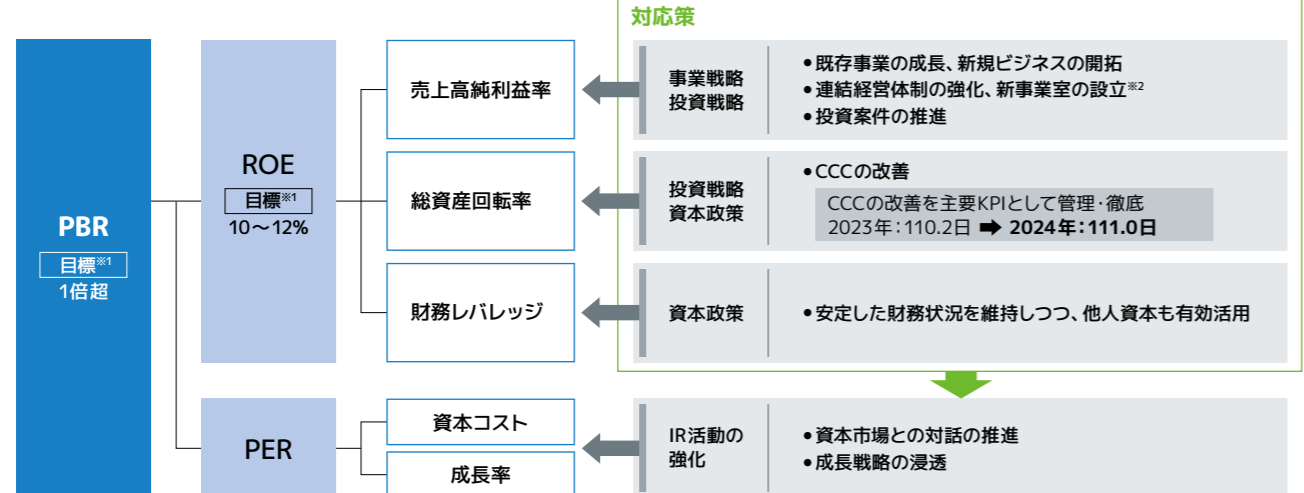 対応策
PBR
目標※1
1倍超
ROE
目標※1
10～12%
売上高純利益率
事業戦略
投資戦略
•既存事業の成長、新規ビジネスの開拓
•連結経営体制の強化、新事業室の設立※2
•投資案件の推進
総資産回転率
投資戦略
資本政策
•CCCの改善
CCCの改善を主要KPIとして管理・徹底
2023年：110.2日 ➡ 2024年：111.0日
財務レバレッジ
資本政策
•安定した財務状況を維持しつつ、他人資本も有効活用
PER
資本コスト
成長率
IR活動の
強化
•資本市場との対話の推進
•成長戦略の浸透